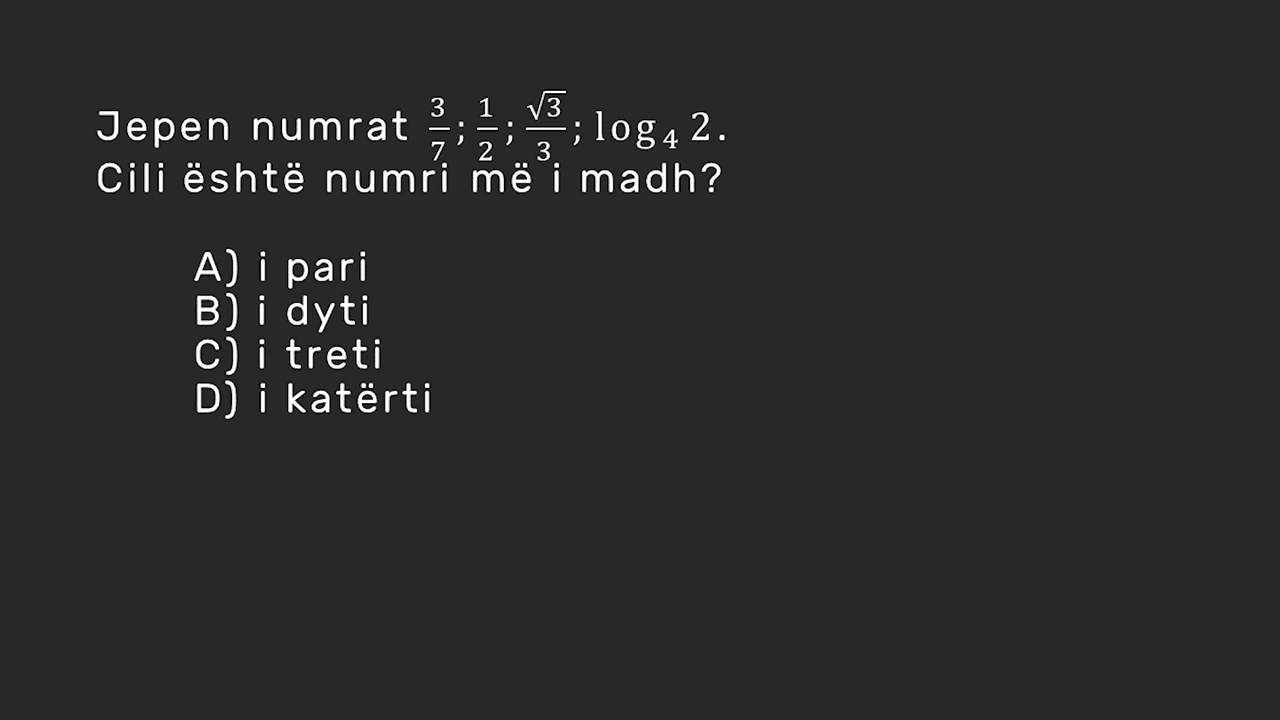 Jepen numrat 3/7; 1/2; √3/3; log₄ 2.
Cili është numri më i madh?
A) i pari
B) i dyti
C) i treti
D) i katërti